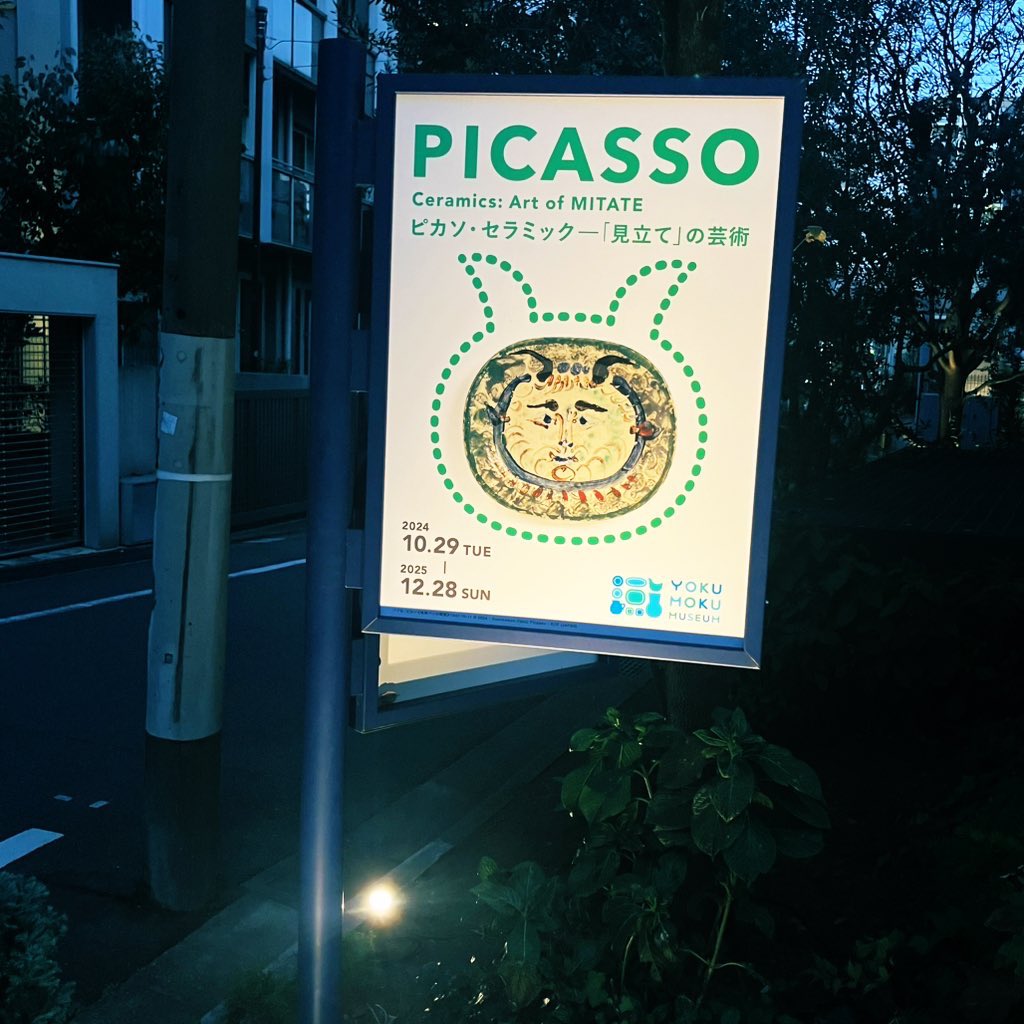 PICASSO
Ceramics: Art of MITATE
ピカソ・セラミック―「見立て」の芸術
2024
10.29 TUE
|
2025
12.28 SUN
YOKU
MOKU
MUSEUM